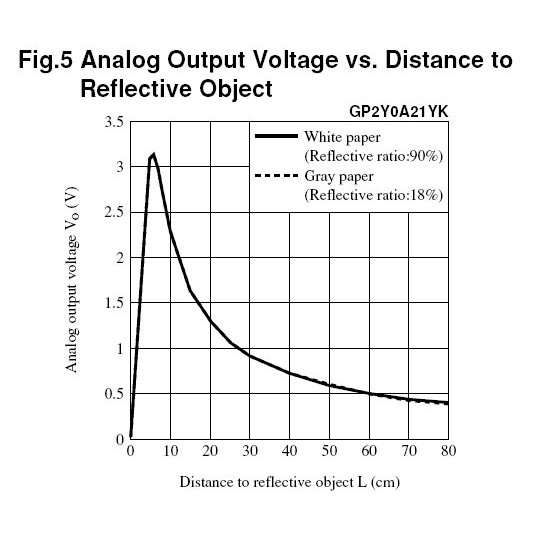 Fig.5 Analog Output Voltage vs. Distance to
Reflective Object
GP2Y0A21YK
White paper
(Reflective ratio:90%)
Gray paper
(Reflective ratio:18%)
Analog output voltage Vo (V)
3.5
3
2.5
2
1.5
1
0.5
0
0 10 20 30 40 50 60 70 80
Distance to reflective object L (cm)